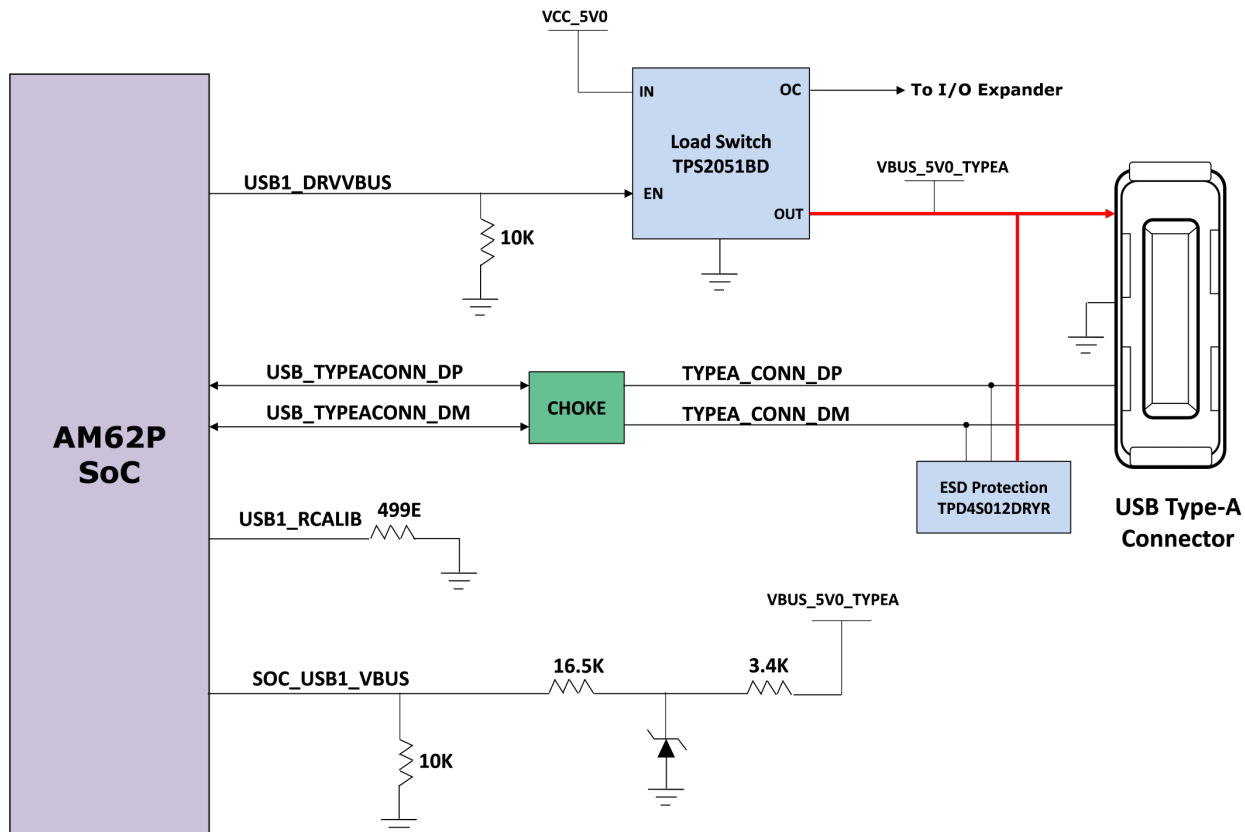 VCC_5V0
IN
OC
To I/O Expander
Load Switch
TPS2051BD
VBUS_5V0_TYPEA
USB1_DRVVBUS
EN
OUT
10K
USB_TYPEACONN_DP
TYPEA_CONN_DP
CHOKE
USB_TYPEACONN_DM
TYPEA_CONN_DM
AM62P
SoC
ESD Protection
TPD4S012DRYR
USB Type-A
Connector
499E
USB1_RCALIB
VBUS_5V0_TYPEA
16.5K
3.4K
SOC_USB1_VBUS
10K